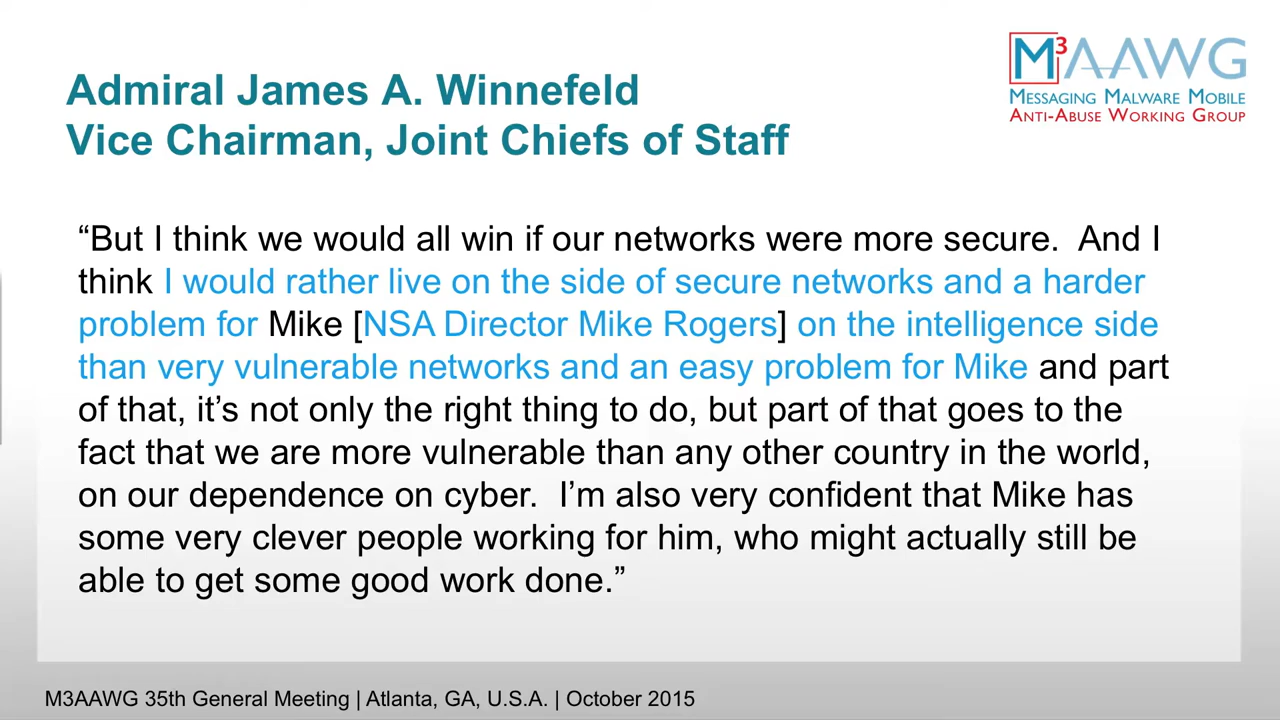 M3AAWG
MESSAGING MALWARE MOBILE
ANTI-ABUSE WORKING GROUP
Admiral James A. Winnefeld
Vice Chairman, Joint Chiefs of Staff
“But I think we would all win if our networks were more secure.  And I
think I would rather live on the side of secure networks and a harder
problem for Mike [NSA Director Mike Rogers] on the intelligence side
than very vulnerable networks and an easy problem for Mike and part
of that, it’s not only the right thing to do, but part of that goes to the
fact that we are more vulnerable than any other country in the world,
on our dependence on cyber.  I’m also very confident that Mike has
some very clever people working for him, who might actually still be
able to get some good work done.”
M3AAWG 35th General Meeting | Atlanta, GA, U.S.A. | October 2015